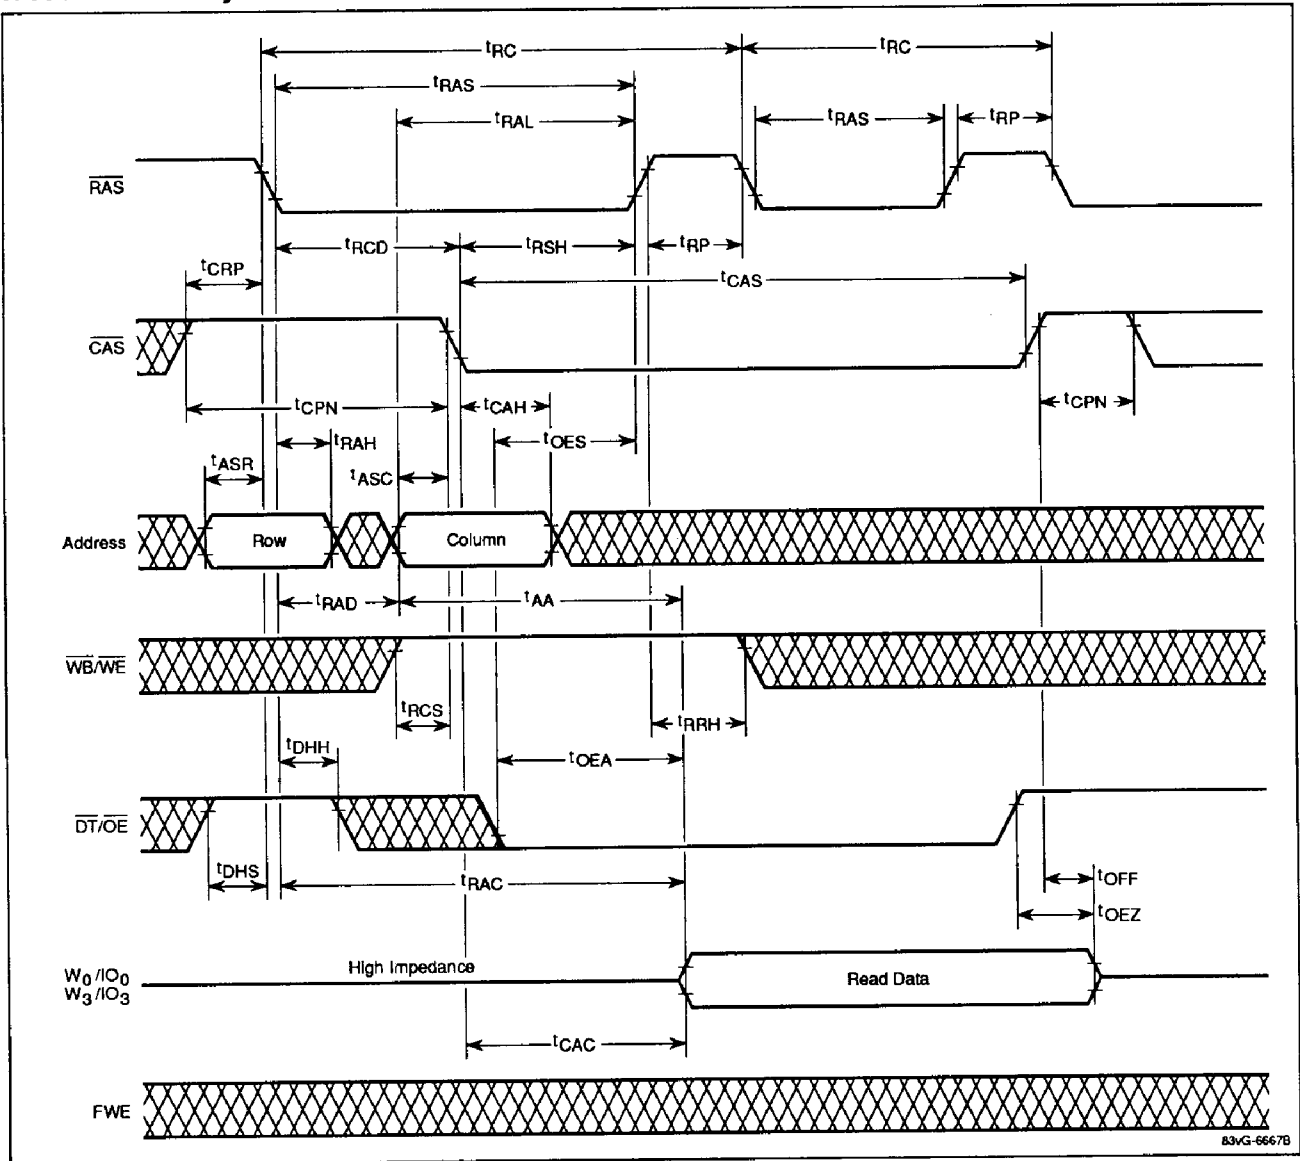 tRC tRC
tRAS
tRAL tRAS tRP
RAS
tRCD tRSH tRP
tCRP tCAS
CAS
tCPN tCAH tCPN
tRAH tOES
tASR tASC
Address Row Column
tRAD tAA
WB/WE
tRCS tRRH
tDHH tOEA
DT/OE
tDHS tRAC tOFF
tOEZ
W0/IO0 High Impedance
W3/IO3 Read Data
tCAC
FWE
83vG-6667B